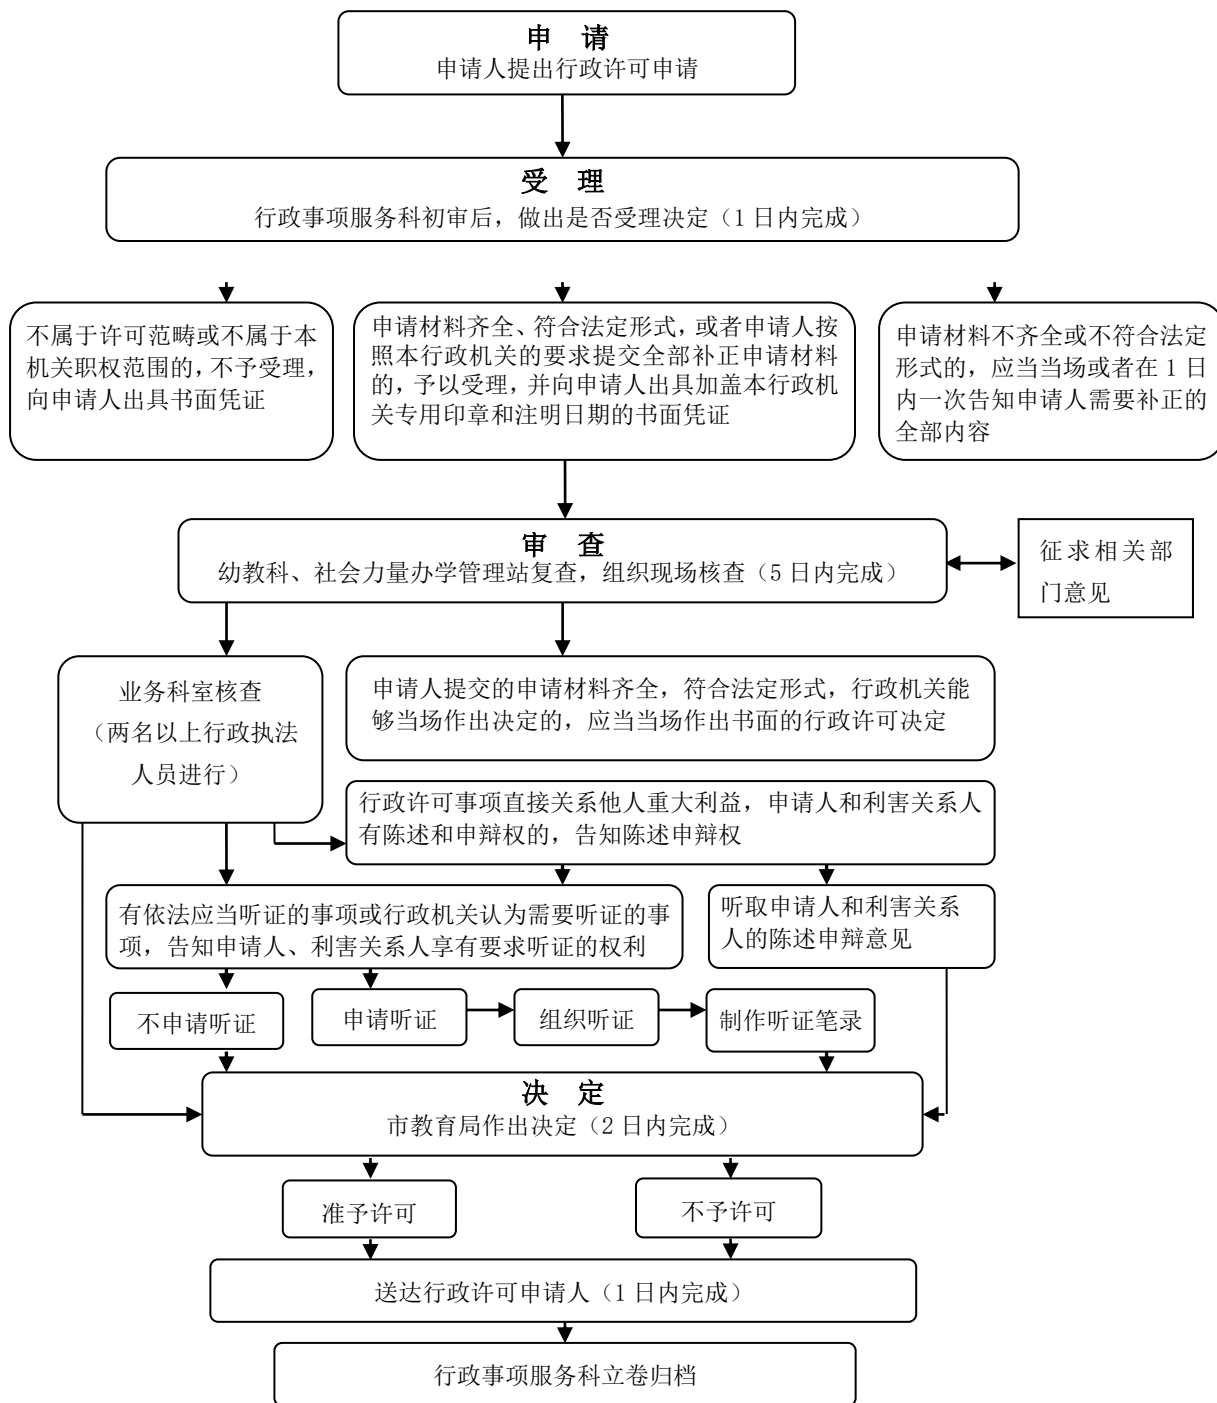 申 请
申请人提出行政许可申请
受 理
行政事项服务科初审后，做出是否受理决定（1 日内完成）
不属于许可范畴或不属于本
机关职权范围的，不予受理，
向申请人出具书面凭证
申请材料齐全、符合法定形式，或者申请人按
照本行政机关的要求提交全部补正申请材料
的，予以受理，并向申请人出具加盖本行政机
关专用印章和注明日期的书面凭证
申请材料不齐全或不符合法定
形式的，应当当场或者在 1 日
内一次告知申请人需要补正的
全部内容
审 查
幼教科、社会力量办学管理站复查，组织现场核查（5 日内完成）
征求相关部
门意见
业务科室核查
（两名以上行政执法
人员进行）
申请人提交的申请材料齐全，符合法定形式，行政机关能
够当场作出决定的，应当当场作出书面的行政许可决定
行政许可事项直接关系他人重大利益，申请人和利害关系人
有陈述和申辩权的，告知陈述申辩权
有依法应当听证的事项或行政机关认为需要听证的事
项，告知申请人、利害关系人享有要求听证的权利
听取申请人和利害关系
人的陈述申辩意见
不申请听证
申请听证
组织听证
制作听证笔录
决 定
市教育局作出决定（2 日内完成）
准予许可
不予许可
送达行政许可申请人（1 日内完成）
行政事项服务科立卷归档